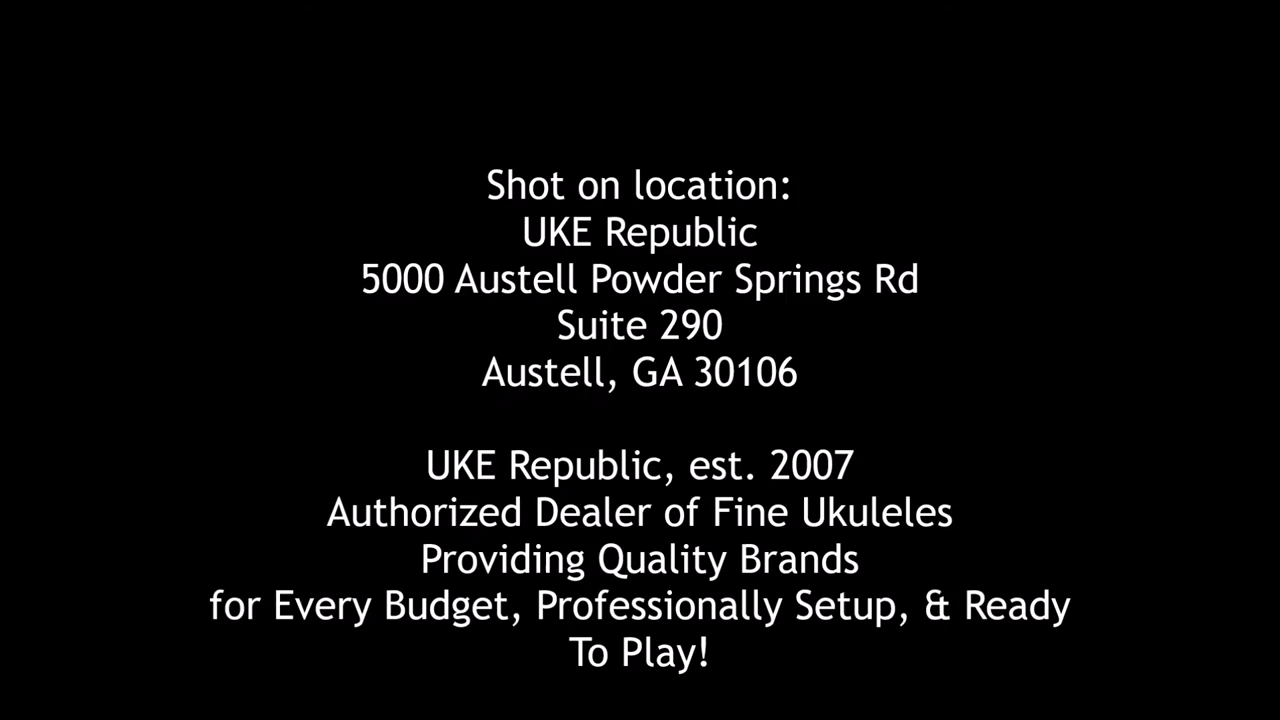 Shot on location:
UKE Republic
5000 Austell Powder Springs Rd
Suite 290
Austell, GA 30106
UKE Republic, est. 2007
Authorized Dealer of Fine Ukuleles
Providing Quality Brands
for Every Budget, Professionally Setup, & Ready
To Play!